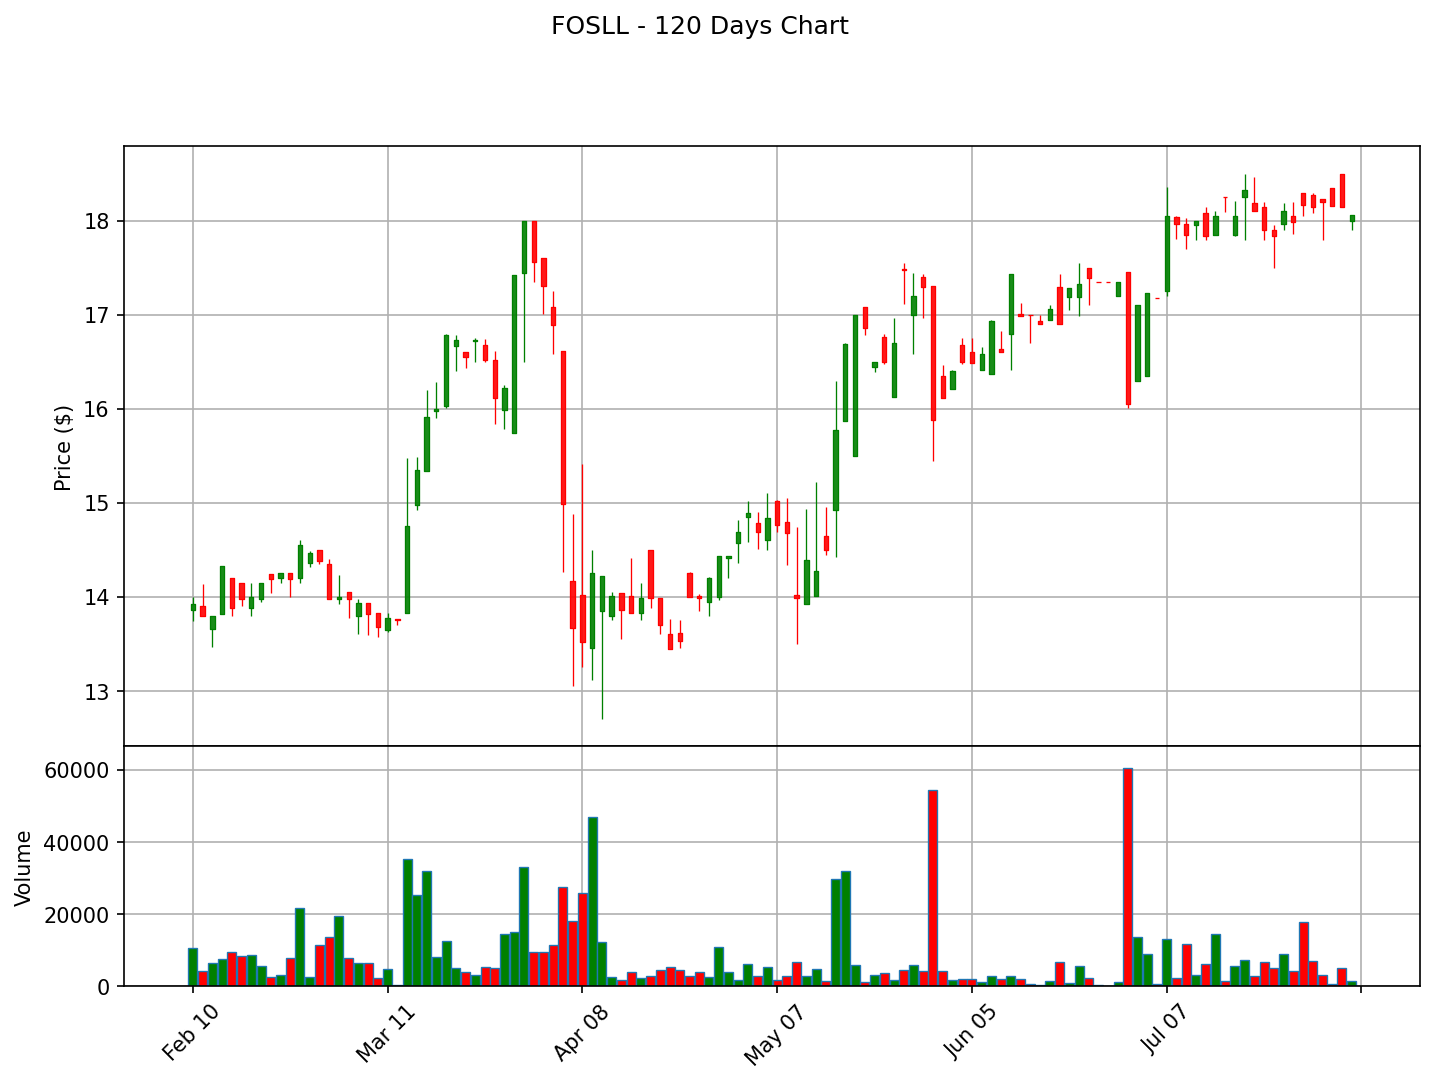 FOSLL - 120 Days Chart
18
17
16
15
14
13
Price ($)
60000
40000
20000
0
Volume
Feb 10
Mar 11
Apr 08
May 07
Jun 05
Jul 07